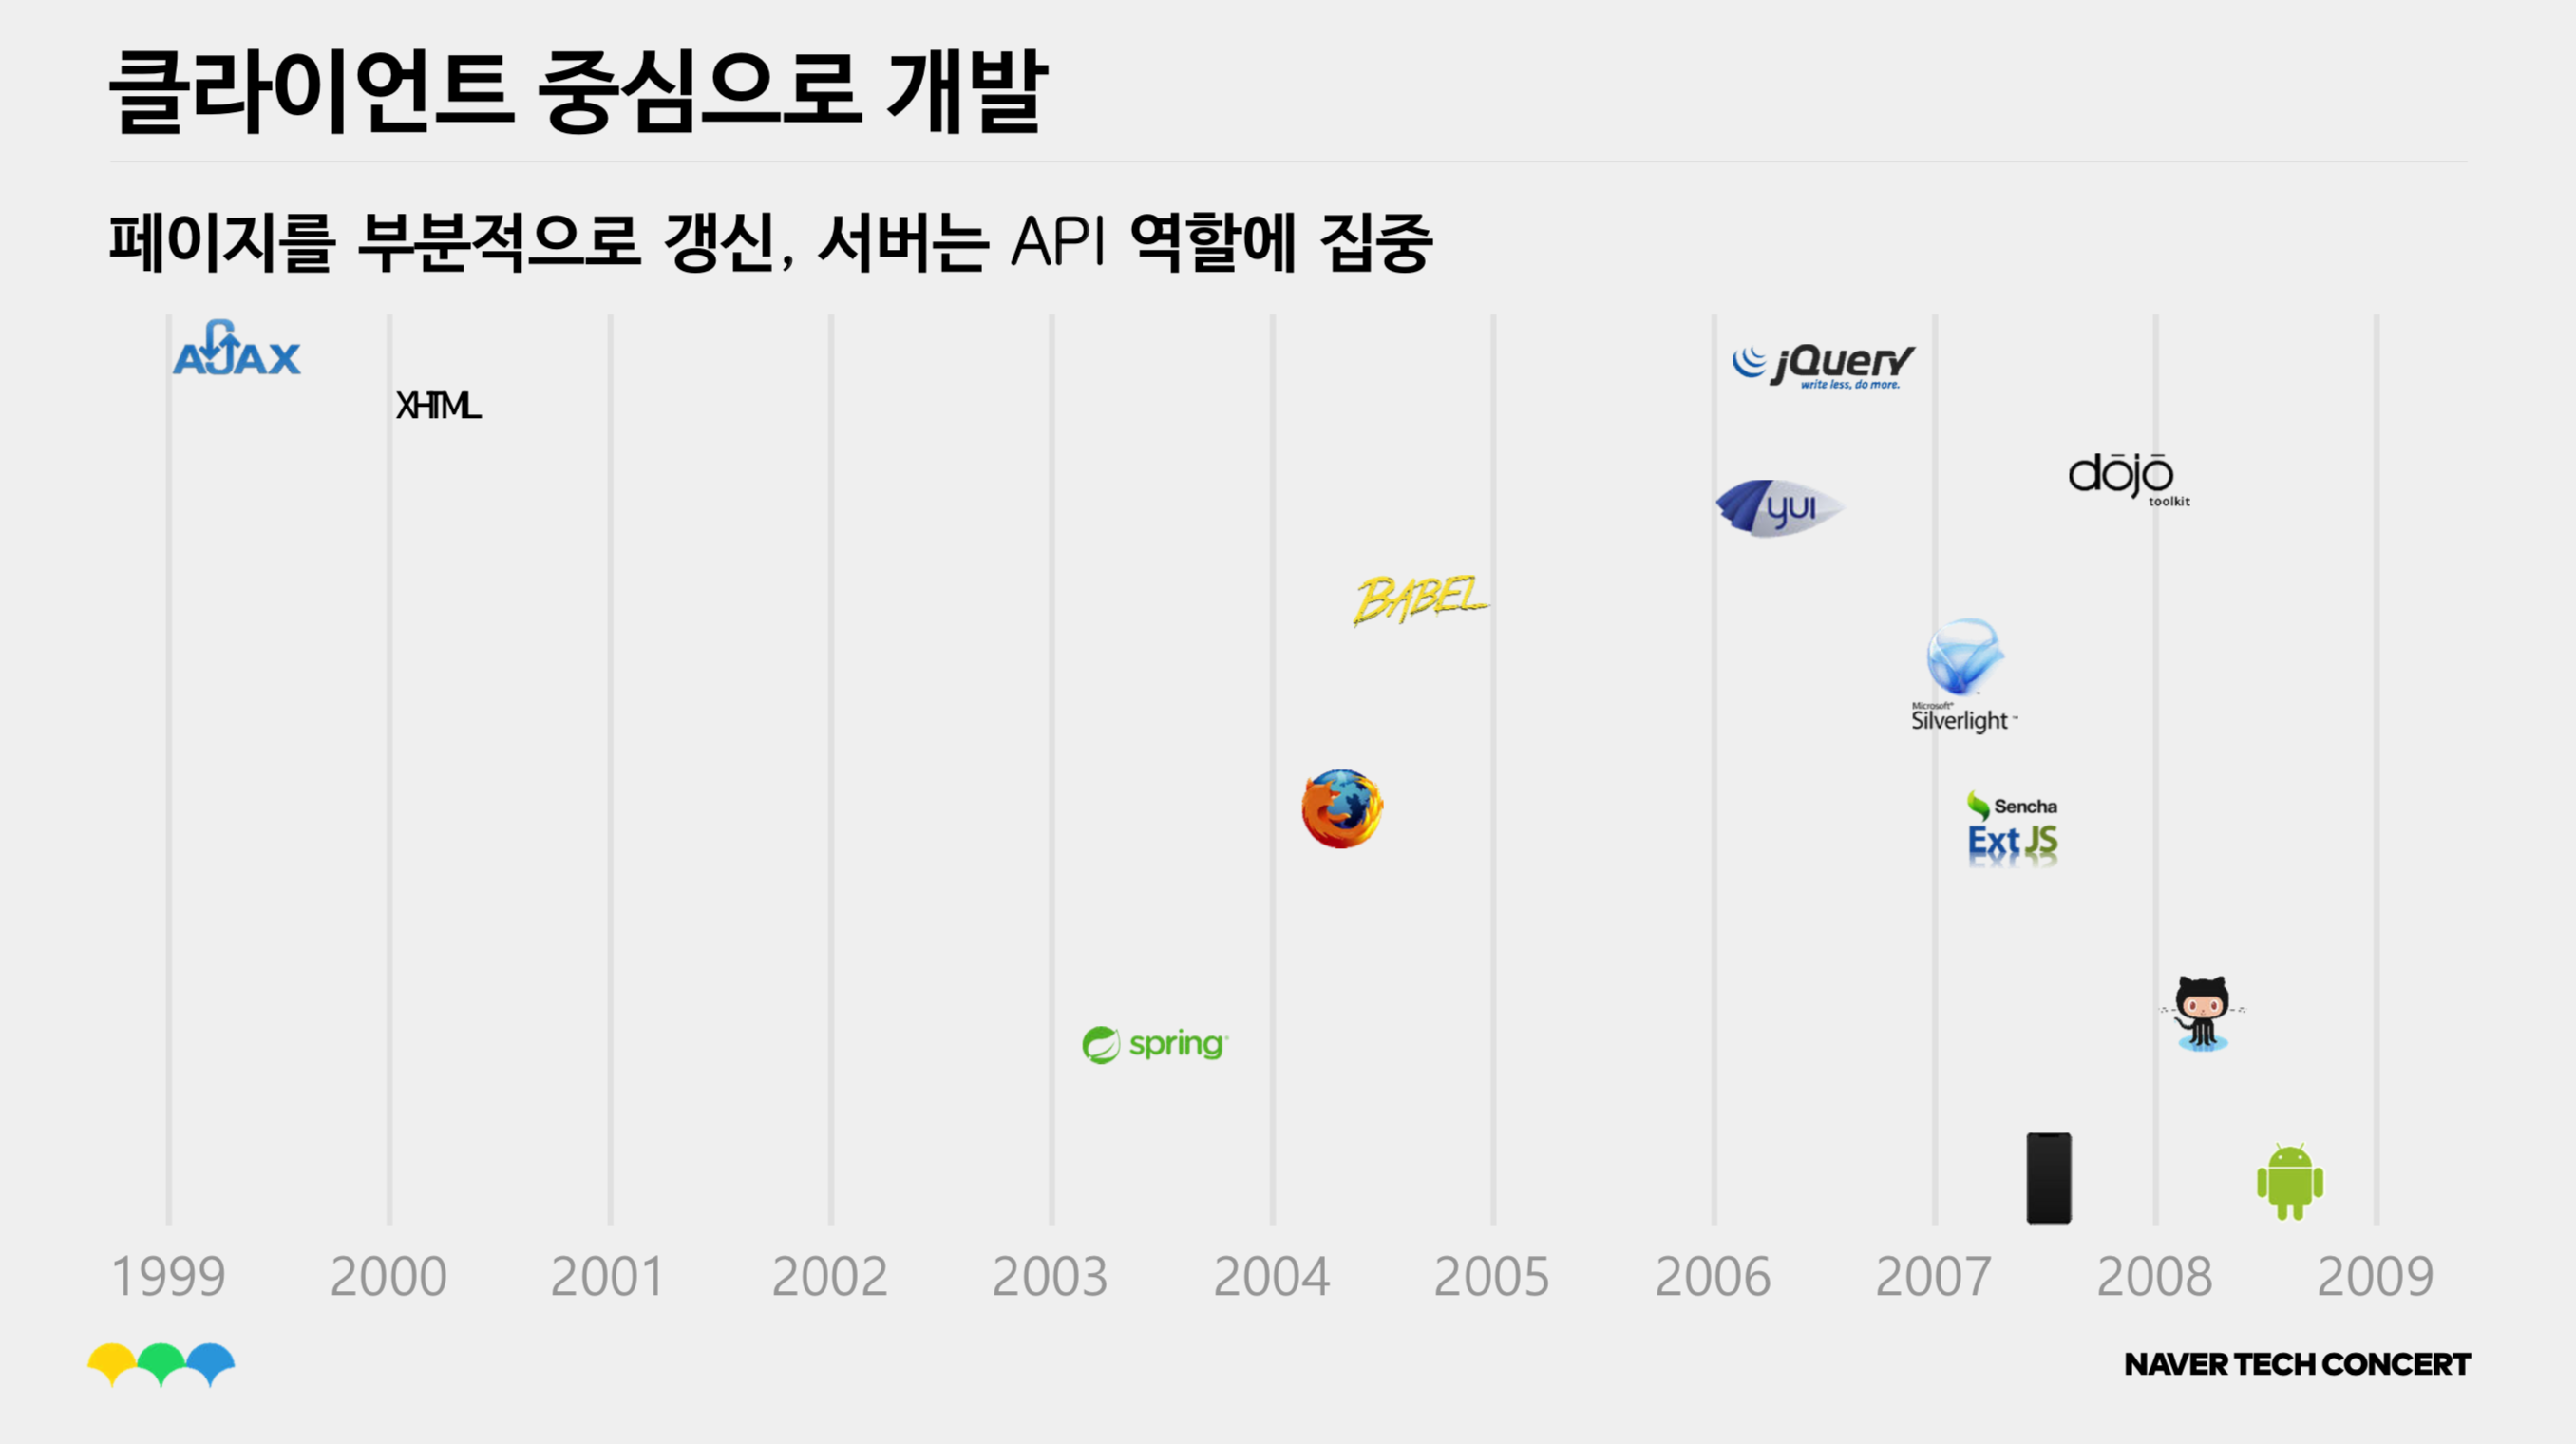 클라이언트 중심으로 개발
페이지를 부분적으로 갱신, 서버는 API 역할에 집중
AJAX
XHTML
jQuery
write less, do more.
dōjō
toolkit
yui
BABEL
Microsoft®
Silverlight™
Sencha
Ext JS
spring®
1999 2000 2001 2002 2003 2004 2005 2006 2007 2008 2009
NAVER TECH CONCERT